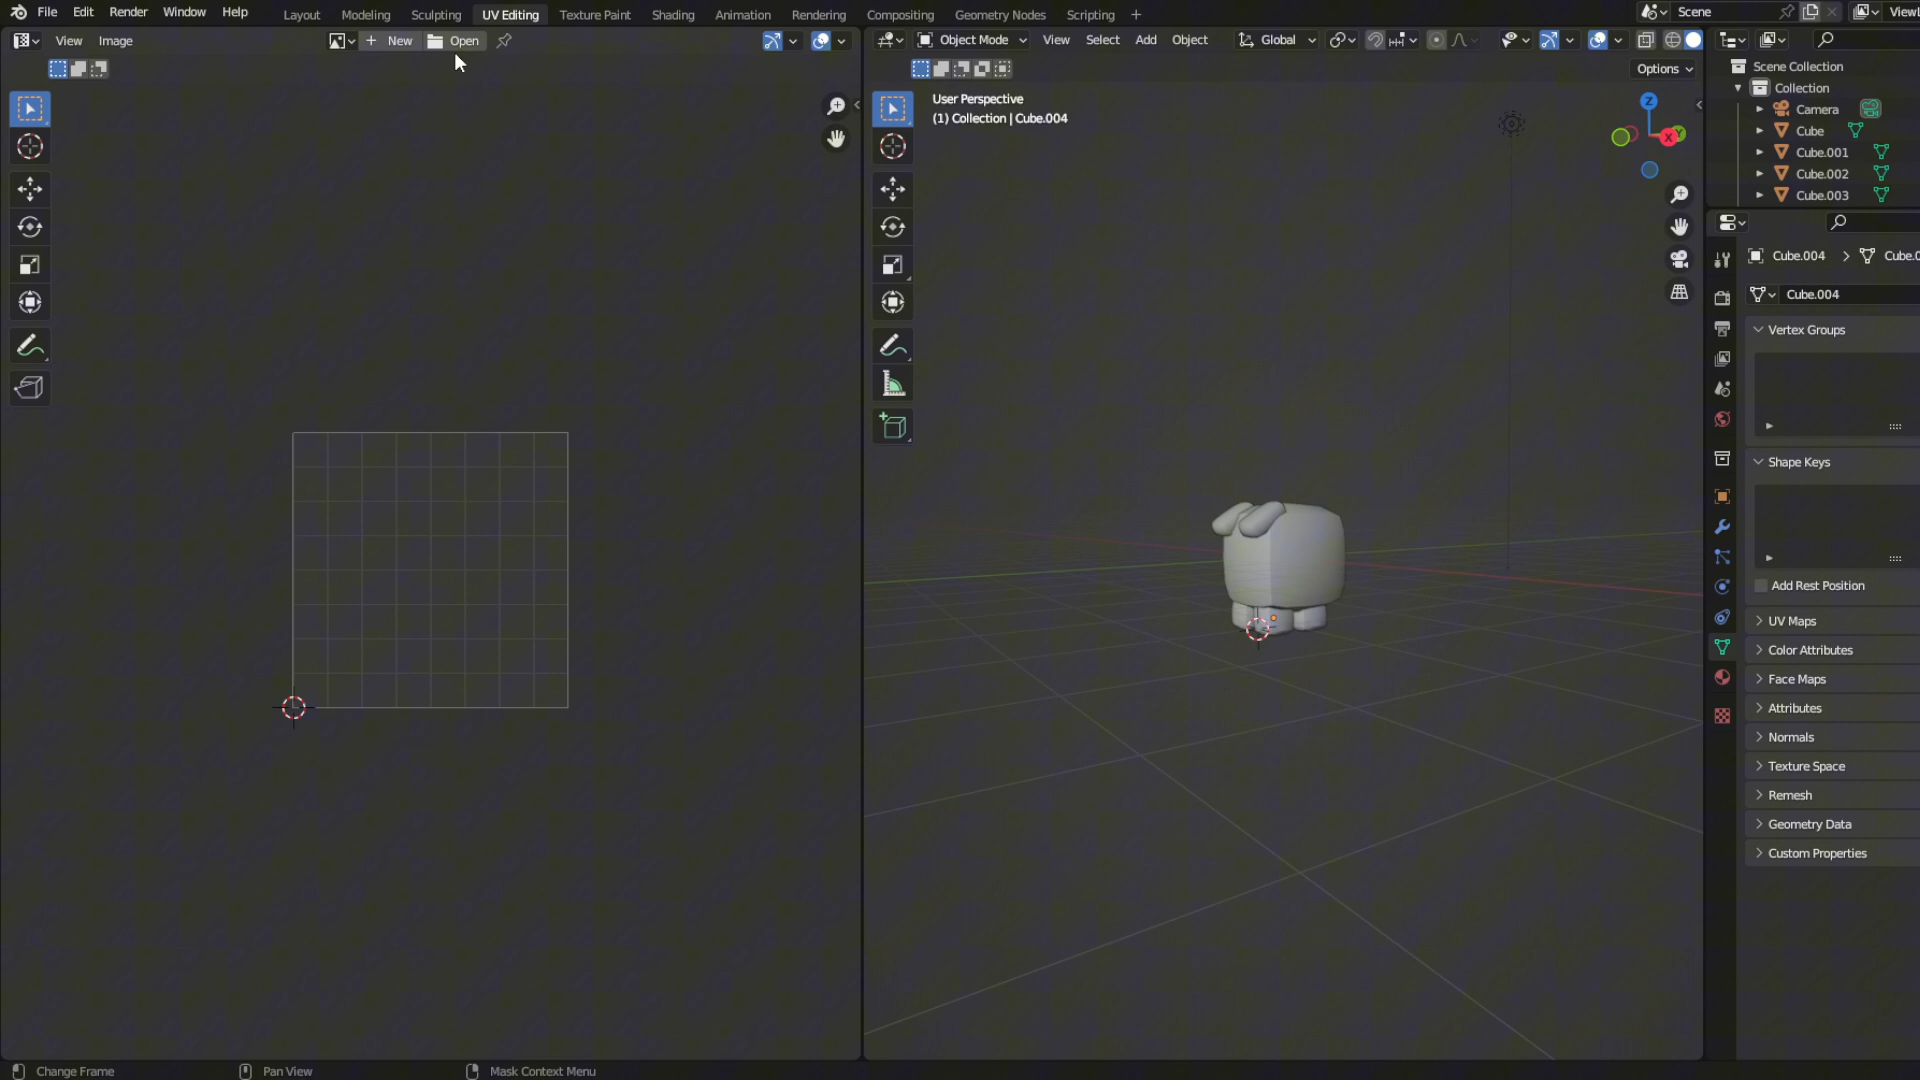 File Edit Render Window Help Layout Modeling Sculpting UV Editing Texture Paint Shading Animation Rendering Compositing Geometry Nodes Scripting + Scene
View Image New Open Object Mode View Select Add Object Global
Options
User Perspective
(1) Collection | Cube.004
Scene Collection
Collection
Camera
Cube
Cube.001
Cube.002
Cube.003
Cube.004
Cube.004
Vertex Groups
Shape Keys
Add Rest Position
UV Maps
Color Attributes
Face Maps
Attributes
Normals
Texture Space
Remesh
Geometry Data
Custom Properties
Change Frame Pan View Mask Context Menu